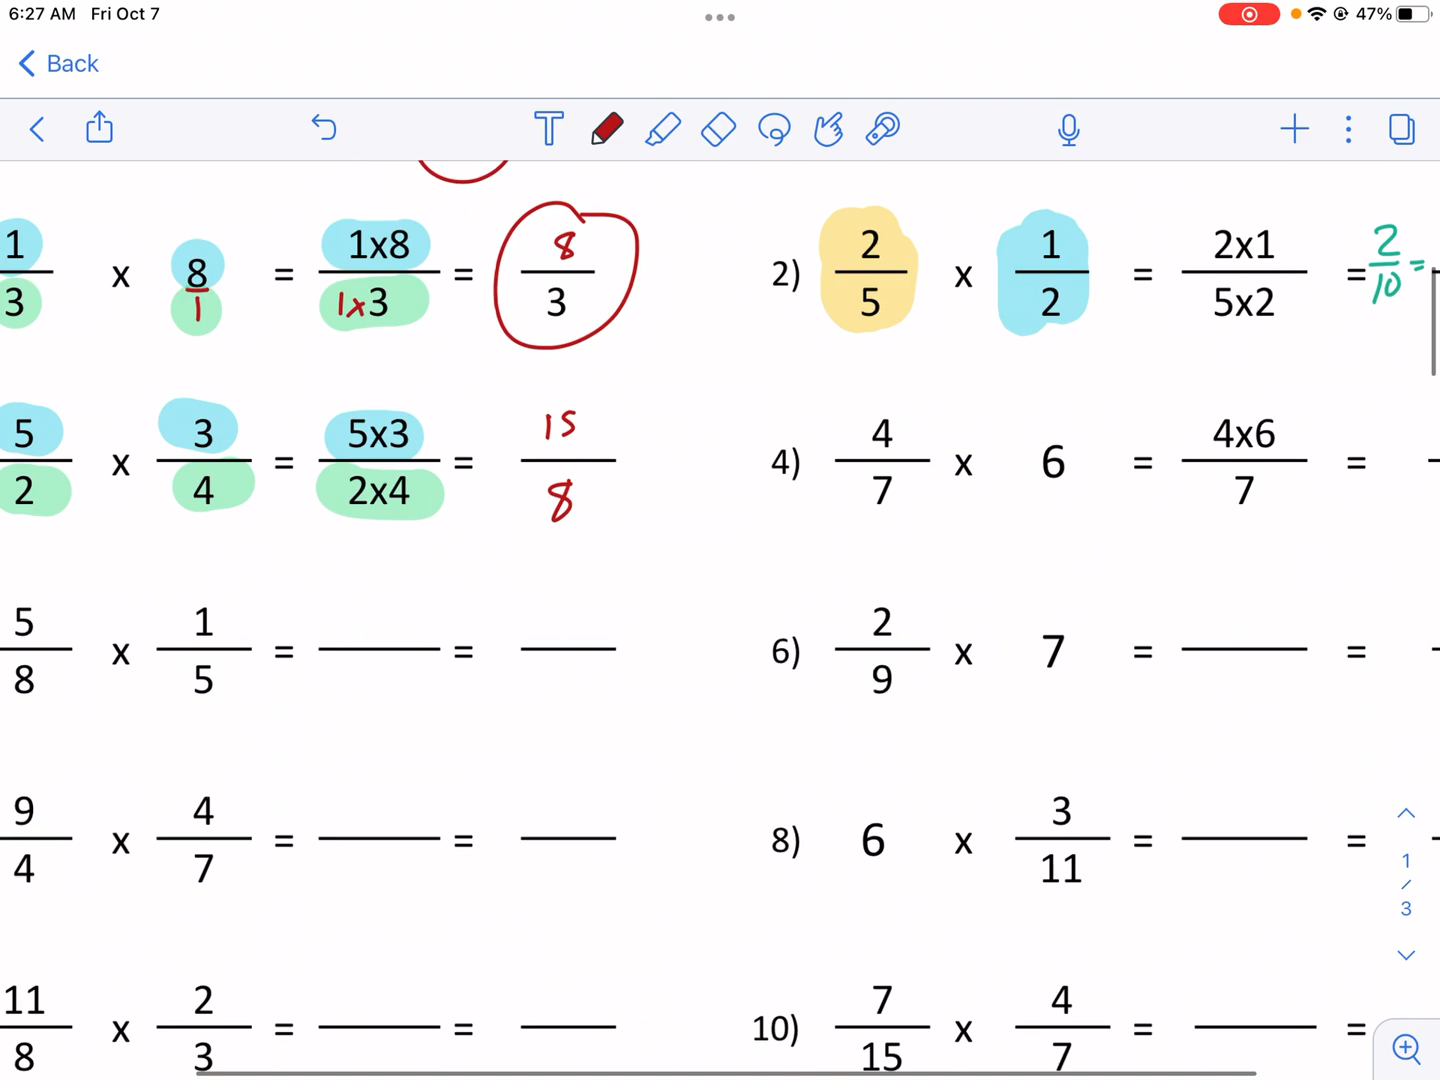 6:27 AM Fri Oct 7 47%
Back
1/3 x 8/1 = 1x8/1x3 = 8/3
2) 2/5 x 1/2 = 2x1/5x2 = 2/10 =
5/2 x 3/4 = 5x3/2x4 = 15/8
4) 4/7 x 6 = 4x6/7 =
5/8 x 1/5 = =
6) 2/9 x 7 = =
9/4 x 4/7 = =
8) 6 x 3/11 = =
11/8 x 2/3 = =
10) 7/15 x 4/7 = =
1/3